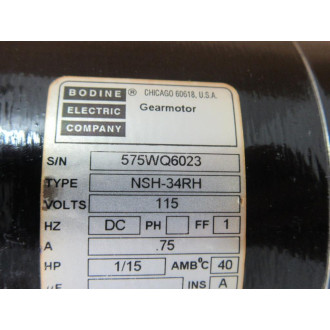 BODINE ® CHICAGO 60618, U.S.A.
ELECTRIC Gearmotor
COMPANY
S/N 575WQ6023
TYPE NSH-34RH
VOLTS 115
HZ DC PH FF 1
A .75
HP 1/15 AMB°C 40
INS A